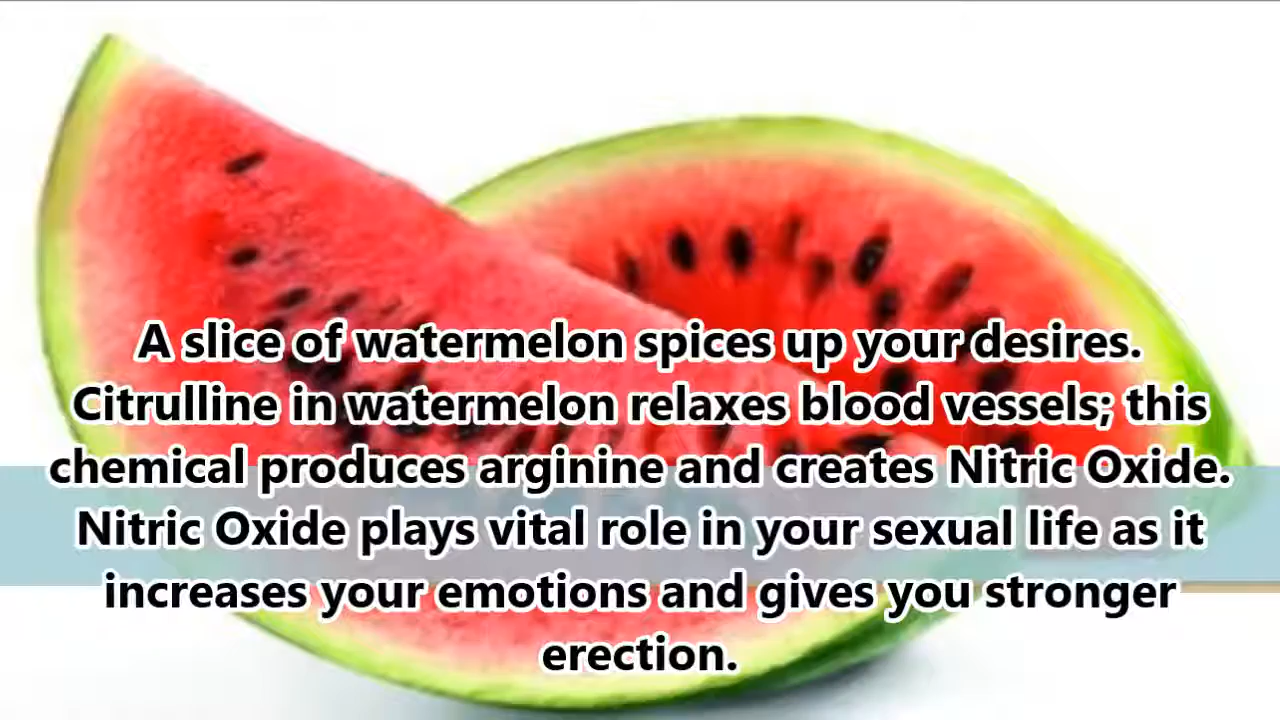 A slice of watermelon spices up your desires.
Citrulline in watermelon relaxes blood vessels; this
chemical produces arginine and creates Nitric Oxide.
Nitric Oxide plays vital role in your sexual life as it
increases your emotions and gives you stronger
erection.